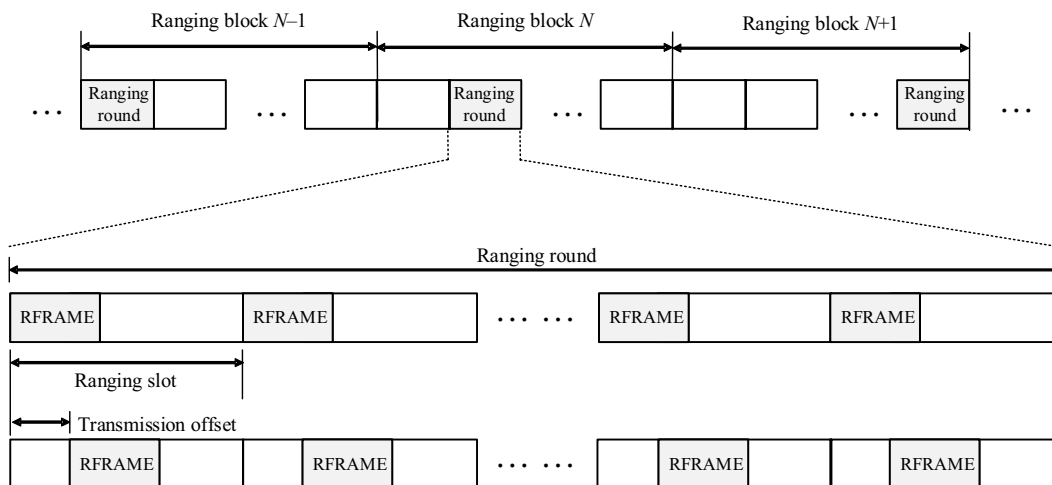 Ranging block N–1
Ranging block N
Ranging block N+1
... Ranging round ... Ranging round ... ... Ranging round ...
Ranging round
RFRAME RFRAME ... ... RFRAME RFRAME
Ranging slot
Transmission offset
RFRAME RFRAME ... ... RFRAME RFRAME